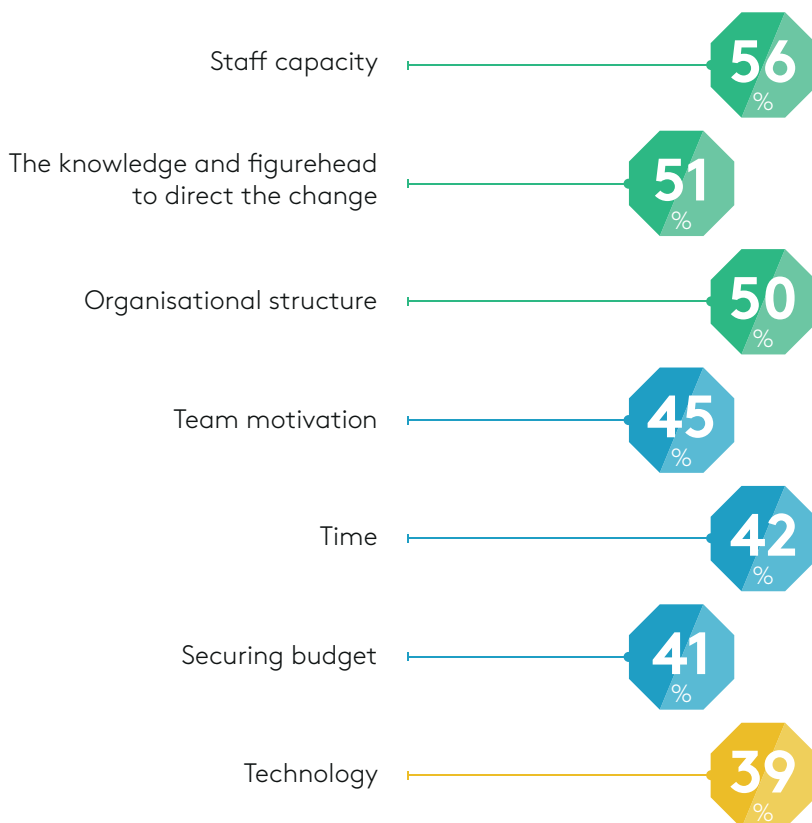 Staff capacity
56
%
The knowledge and figurehead
to direct the change
51
%
Organisational structure
50
%
Team motivation
45
%
Time
42
%
Securing budget
41
%
Technology
39
%